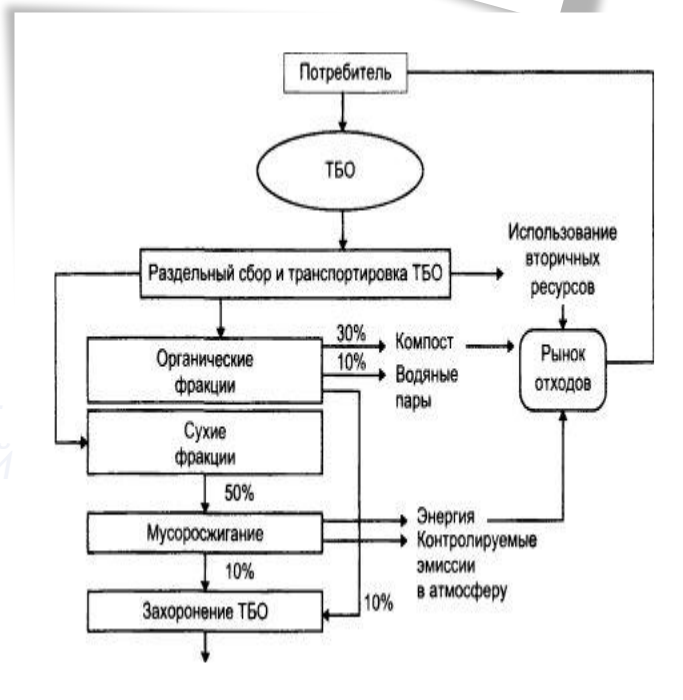 Потребитель
ТБО
Использование
вторичных
ресурсов
Раздельный сбор и транспортировка ТБО
30%
Компост
Органические
фракции
10%
Водяные
пары
Рынок
отходов
Сухие
фракции
50%
Мусоросжигание
Энергия
Контролируемые
эмиссии
в атмосферу
10%
10%
Захоронение ТБО